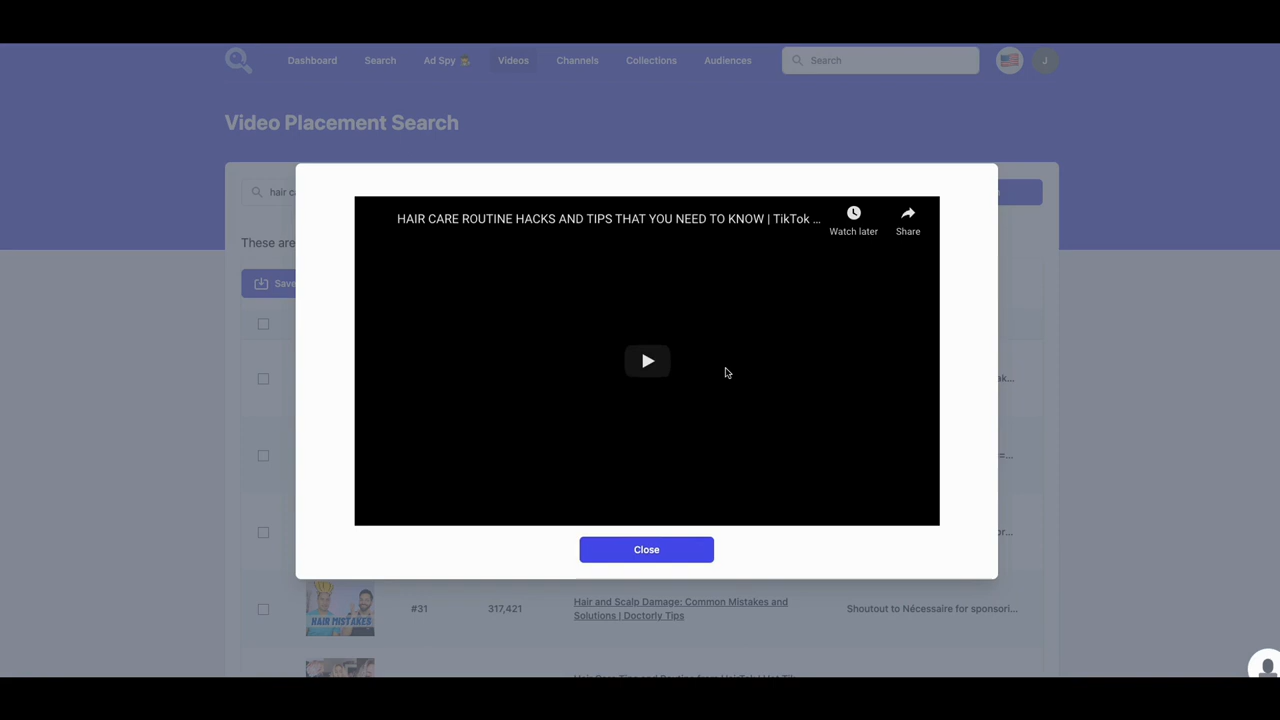 Dashboard
Search
Ad Spy
Videos
Channels
Collections
Audiences
Search
J
Video Placement Search
hair c
HAIR CARE ROUTINE HACKS AND TIPS THAT YOU NEED TO KNOW | TikTok ...
Watch later
Share
These are
Save
ak...
=...
or...
Close
HAIR MISTAKES
#31
317,421
Hair and Scalp Damage: Common Mistakes and
Solutions | Doctorly Tips
Shoutout to Nécessaire for sponsori...